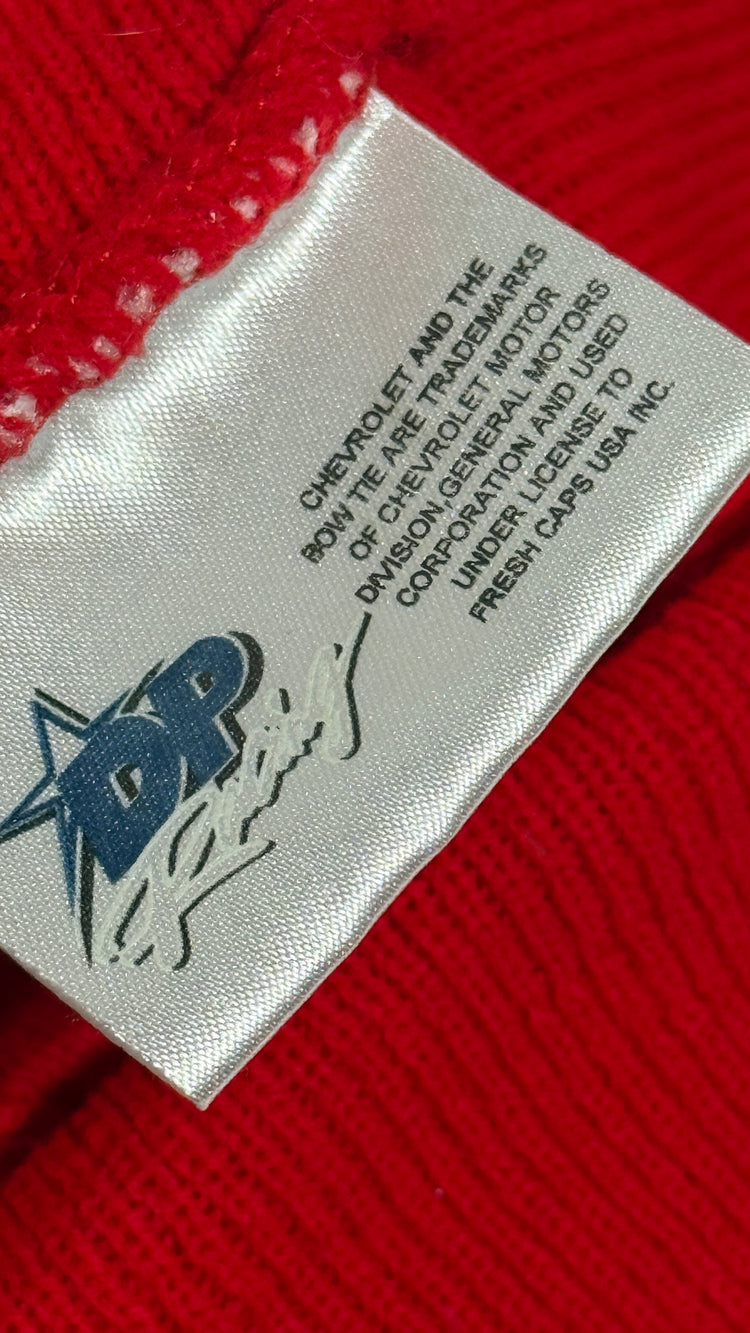 CHEVROLET AND THE
BOW TIE ARE TRADEMARKS
OF CHEVROLET MOTOR
DIVISION, GENERAL MOTORS
CORPORATION AND USED
UNDER LICENSE TO
FRESH CAPS USA INC.
DP
Racing